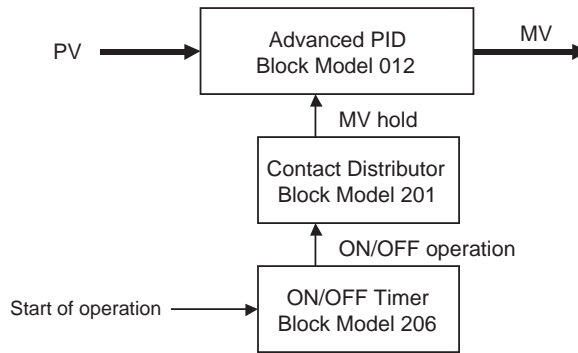 PV
Advanced PID
Block Model 012
MV
MV hold
Contact Distributor
Block Model 201
ON/OFF operation
Start of operation
ON/OFF Timer
Block Model 206